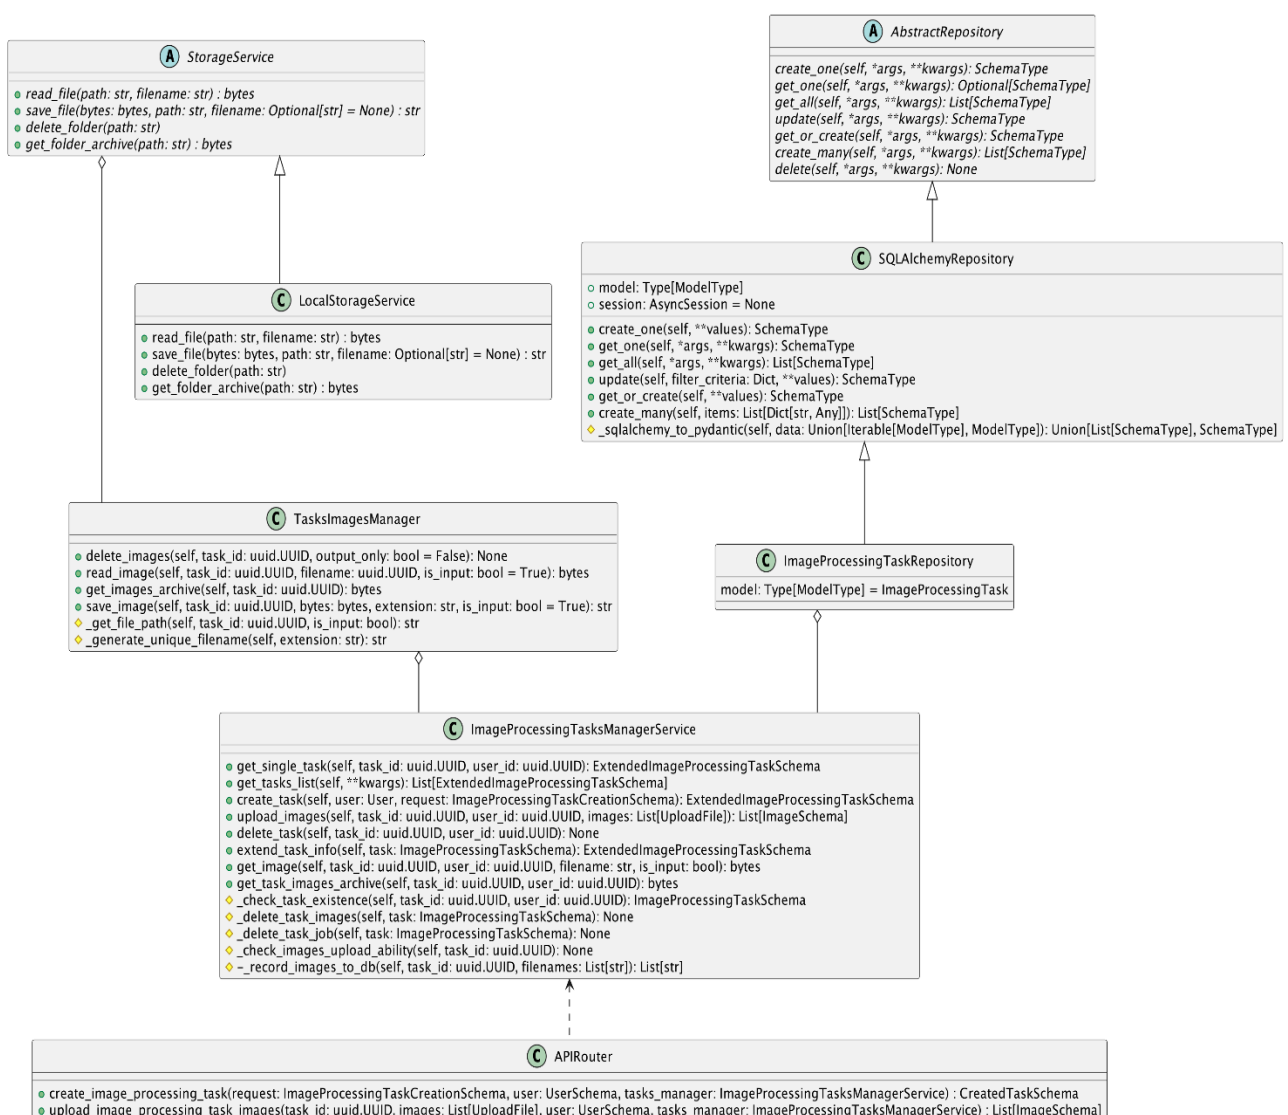 A StorageService
read_file(path: str, filename: str) : bytes
save_file(bytes: bytes, path: str, filename: Optional[str] = None) : str
delete_folder(path: str)
get_folder_archive(path: str) : bytes
A AbstractRepository
create_one(self, *args, **kwargs): SchemaType
get_one(self, *args, **kwargs): Optional[SchemaType]
get_all(self, *args, **kwargs): List[SchemaType]
update(self, *args, **kwargs): SchemaType
get_or_create(self, *args, **kwargs): SchemaType
create_many(self, *args, **kwargs): List[SchemaType]
delete(self, *args, **kwargs): None
C LocalStorageService
read_file(path: str, filename: str) : bytes
save_file(bytes: bytes, path: str, filename: Optional[str] = None) : str
delete_folder(path: str)
get_folder_archive(path: str) : bytes
C SQLAlchemyRepository
model: Type[ModelType]
session: AsyncSession = None
create_one(self, **values): SchemaType
get_one(self, *args, **kwargs): SchemaType
get_all(self, *args, **kwargs): List[SchemaType]
update(self, filter_criteria: Dict, **values): SchemaType
get_or_create(self, **values): SchemaType
create_many(self, items: List[Dict[str, Any]]): List[SchemaType]
_sqlalchemy_to_pydantic(self, data: Union[Iterable[ModelType], ModelType]): Union[List[SchemaType], SchemaType]
C TasksImagesManager
delete_images(self, task_id: uuid.UUID, output_only: bool = False): None
read_image(self, task_id: uuid.UUID, filename: uuid.UUID, is_input: bool = True): bytes
get_images_archive(self, task_id: uuid.UUID): bytes
save_image(self, task_id: uuid.UUID, bytes: bytes, extension: str, is_input: bool = True): str
_get_file_path(self, task_id: uuid.UUID, is_input: bool): str
_generate_unique_filename(self, extension: str): str
C ImageProcessingTaskRepository
model: Type[ModelType] = ImageProcessingTask
C ImageProcessingTasksManagerService
get_single_task(self, task_id: uuid.UUID, user_id: uuid.UUID): ExtendedImageProcessingTaskSchema
get_tasks_list(self, **kwargs): List[ExtendedImageProcessingTaskSchema]
create_task(self, user: User, request: ImageProcessingTaskCreationSchema): ExtendedImageProcessingTaskSchema
upload_images(self, task_id: uuid.UUID, user_id: uuid.UUID, images: List[UploadFile]): List[ImageSchema]
delete_task(self, task_id: uuid.UUID, user_id: uuid.UUID): None
extend_task_info(self, task: ImageProcessingTaskSchema): ExtendedImageProcessingTaskSchema
get_image(self, task_id: uuid.UUID, user_id: uuid.UUID, filename: str, is_input: bool): bytes
get_task_images_archive(self, task_id: uuid.UUID, user_id: uuid.UUID): bytes
_check_task_existence(self, task_id: uuid.UUID, user_id: uuid.UUID): ImageProcessingTaskSchema
_delete_task_images(self, task: ImageProcessingTaskSchema): None
_delete_task_job(self, task: ImageProcessingTaskSchema): None
_check_images_upload_ability(self, task_id: uuid.UUID): None
-_record_images_to_db(self, task_id: uuid.UUID, filenames: List[str]): List[str]
C APIRouter
create_image_processing_task(request: ImageProcessingTaskCreationSchema, user: UserSchema, tasks_manager: ImageProcessingTasksManagerService) : CreatedTaskSchema
upload_image_processing_task_images(task_id: uuid.UUID, images: List[UploadFile], user: UserSchema, tasks_manager: ImageProcessingTasksManagerService) : List[ImageSchema]